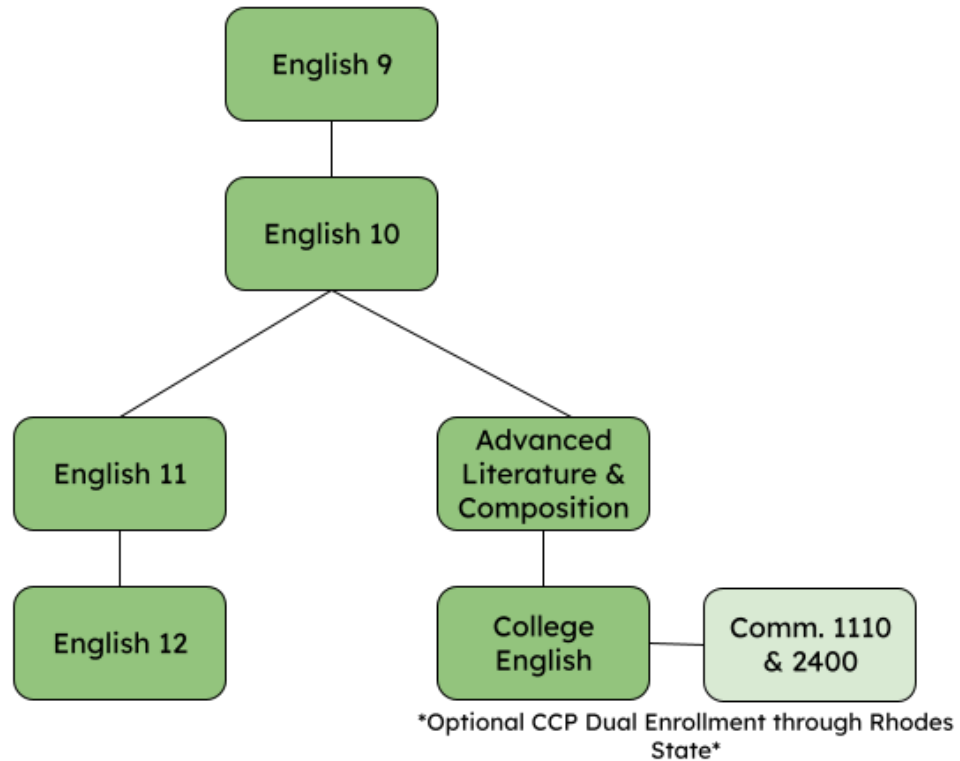 English 9
English 10
English 11
Advanced
Literature &
Composition
English 12
College
English
Comm. 1110
& 2400
*Optional CCP Dual Enrollment through Rhodes
State*